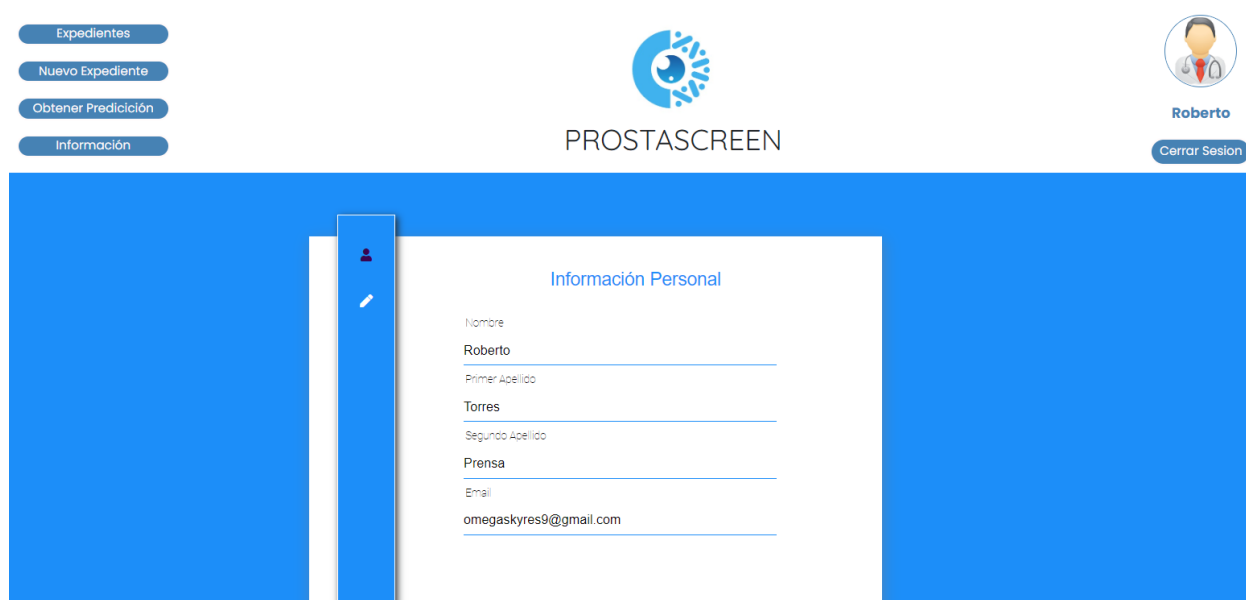 Expedientes
Nuevo Expediente
Obtener Predicición
Información
PROSTASCREEN
Roberto
Cerrar Sesion
Información Personal
Nombre
Roberto
Primer Apellido
Torres
Segundo Apellido
Prensa
Email
omegaskyres9@gmail.com